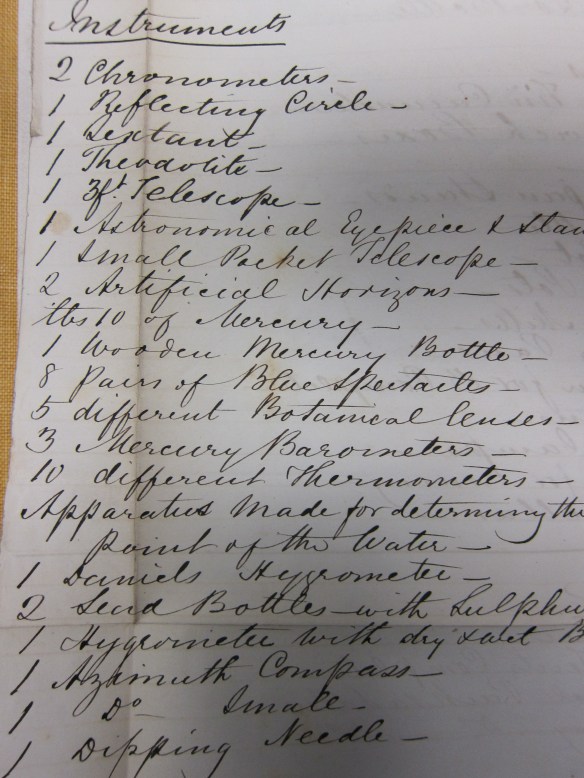 Instruments
2 Chronometers —
1 Reflecting Circle —
1 Sextant —
1 Theodolite —
1 3ft Telescope —
1 Astronomical Eyepiece & Stan
1 Small Pocket Telescope —
2 Artificial Horizons —
lbs 10 of Mercury —
1 Wooden Mercury Bottle —
8 Pairs of Blue Spectacles —
5 different Botanical lenses —
3 Mercury Barometers —
10 different Thermometers —
Apparatus Made for determining the
Point of the Water —
1 Daniels Hygrometer —
2 Lead Bottles with Sulphu
1 Hygrometer with dry & wet B
1 Azimuth Compass —
1 Do Small —
1 Dipping Needle —